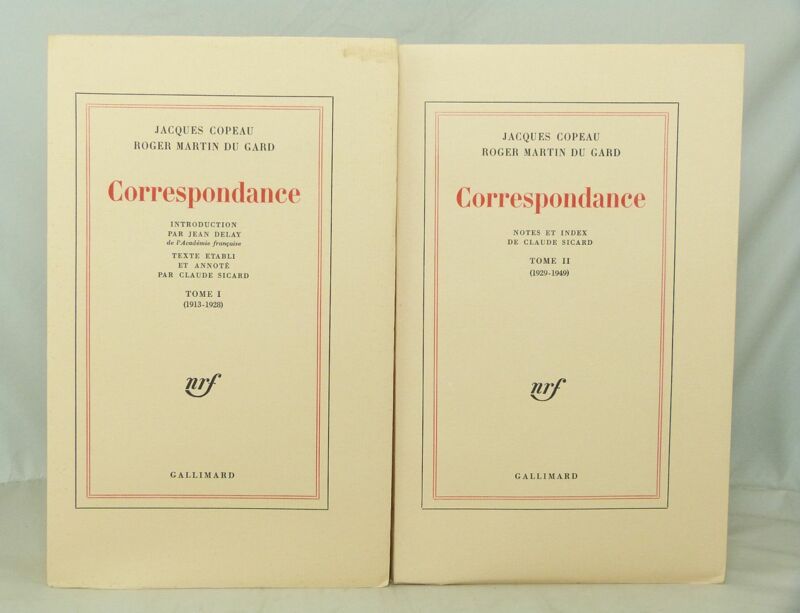 JACQUES COPEAU
ROGER MARTIN DU GARD
Correspondance
INTRODUCTION
PAR JEAN DELAY
de l'Académie française
TEXTE ETABLI
ET ANNOTÉ
PAR CLAUDE SICARD
TOME I
(1913-1928)
nrf
GALLIMARD
JACQUES COPEAU
ROGER MARTIN DU GARD
Correspondance
NOTES ET INDEX
DE CLAUDE SICARD
TOME II
(1929-1949)
nrf
GALLIMARD